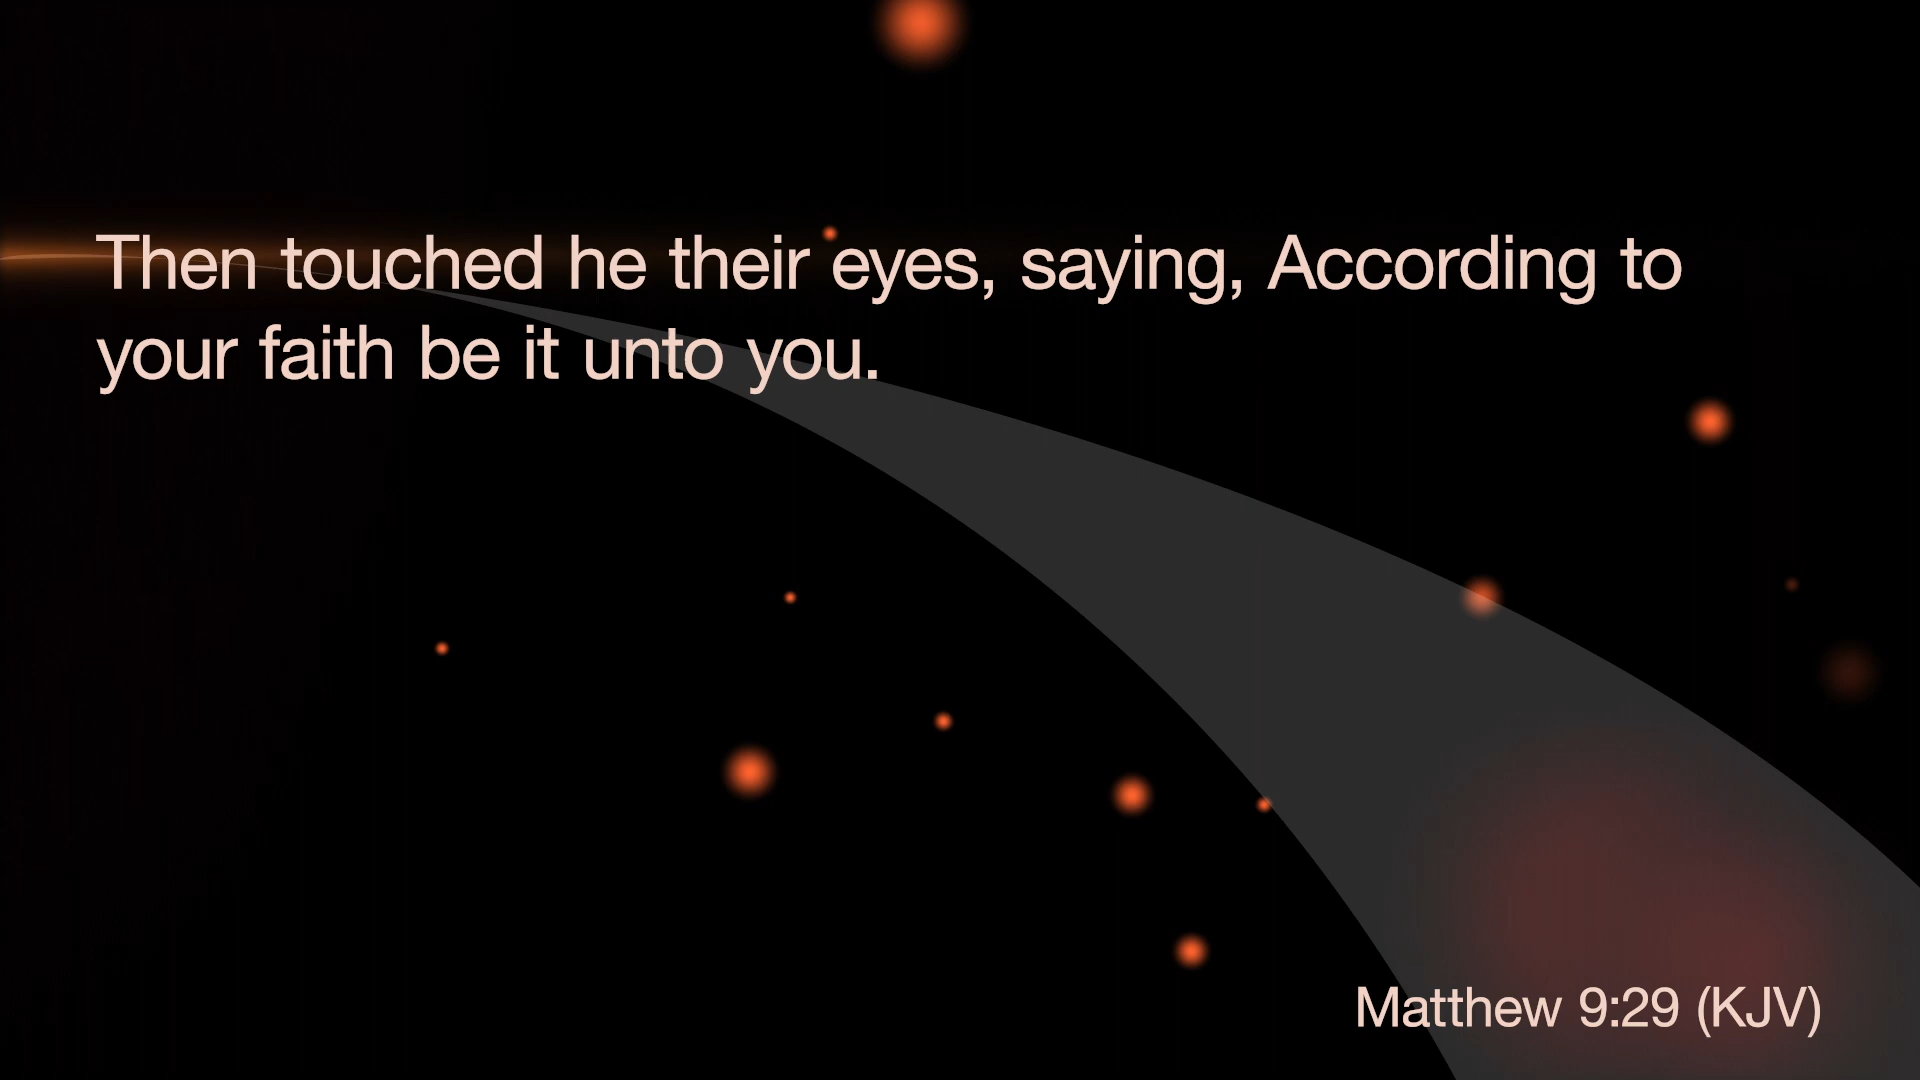 Then touched he their eyes, saying, According to
your faith be it unto you.
Matthew 9:29 (KJV)